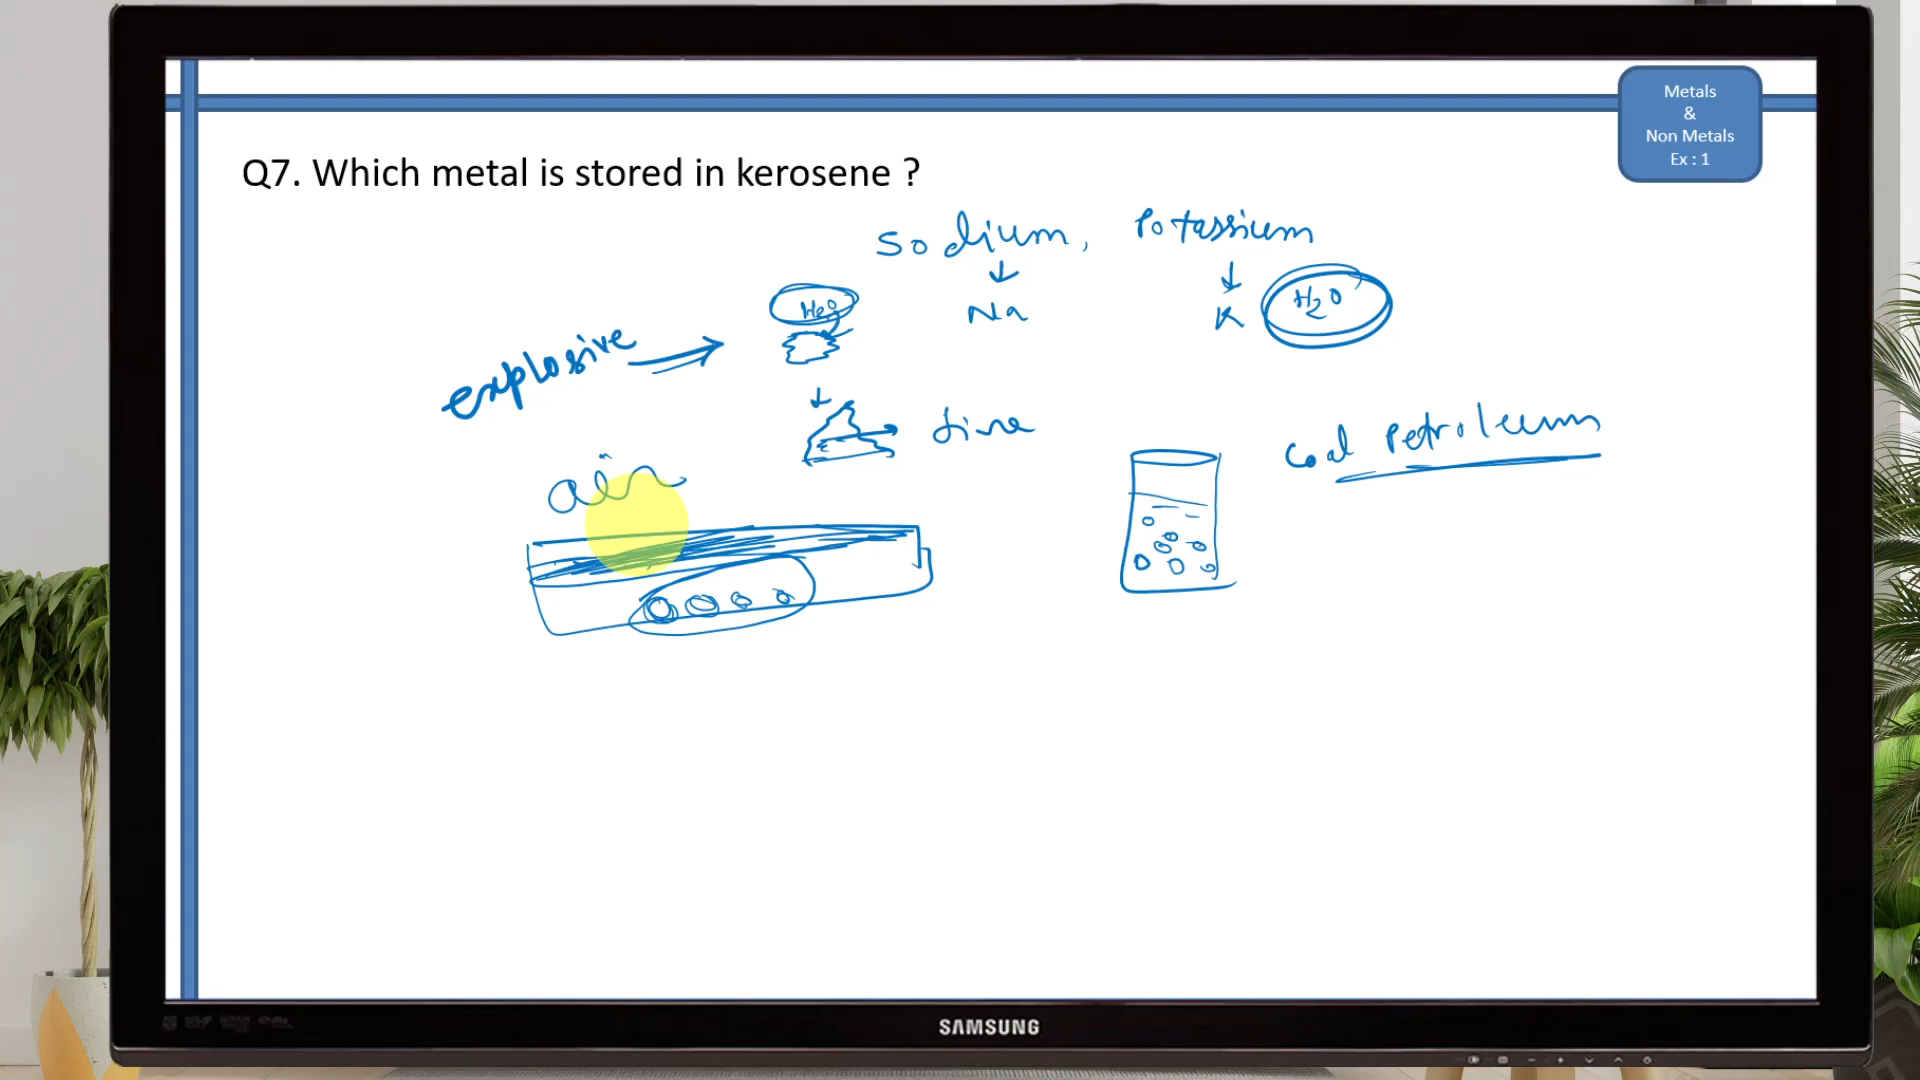 Metals
&
Non Metals
Ex : 1
Q7. Which metal is stored in kerosene ?
Sodium, Potassium
H2O Na K H2O
explosive
fire
Coal Petroleum
air
SAMSUNG